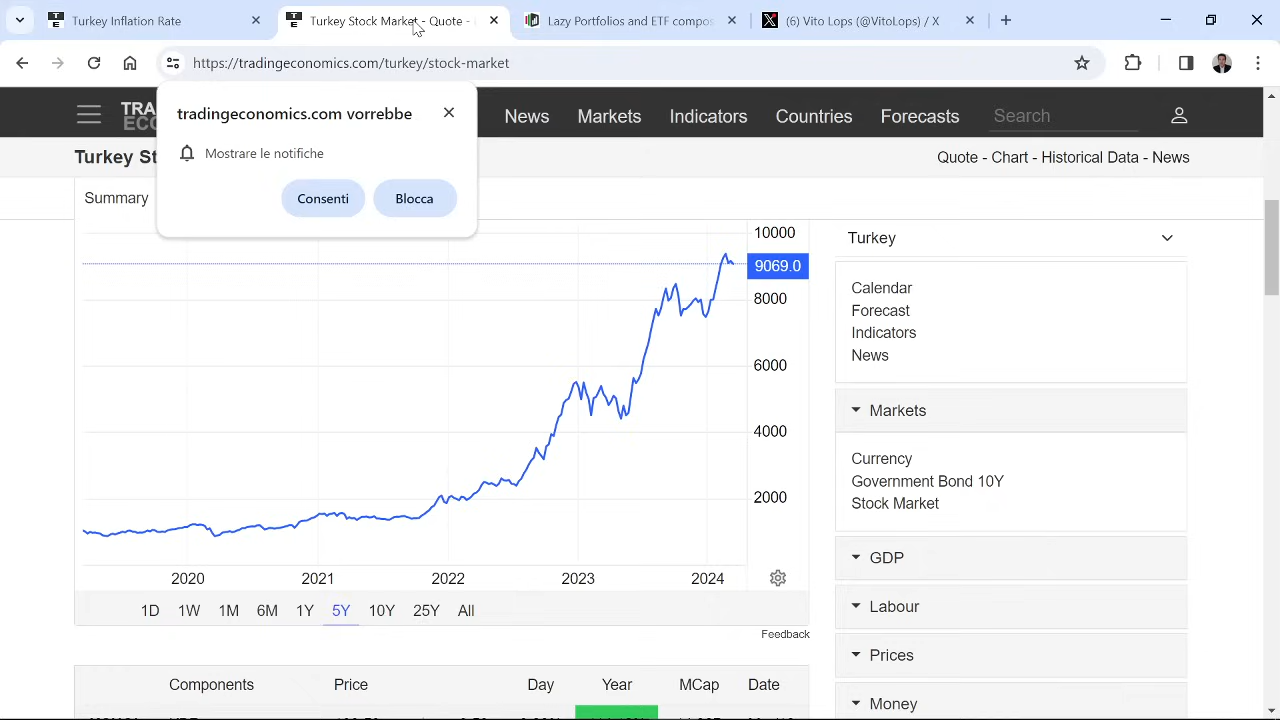 Turkey Inflation Rate
Turkey Stock Market - Quote -
Lazy Portfolios and ETF compos
(6) Vito Lops (@VitoLops) / X
https://tradingeconomics.com/turkey/stock-market
tradingeconomics.com vorrebbe
Mostrare le notifiche
Consenti
Blocca
TRA
ECO
News
Markets
Indicators
Countries
Forecasts
Search
Turkey St
Quote - Chart - Historical Data - News
Summary
10000
9069.0
8000
6000
4000
2000
2020
2021
2022
2023
2024
1D
1W
1M
6M
1Y
5Y
10Y
25Y
All
Feedback
Components
Price
Day
Year
MCap
Date
Turkey
Calendar
Forecast
Indicators
News
Markets
Currency
Government Bond 10Y
Stock Market
GDP
Labour
Prices
Money